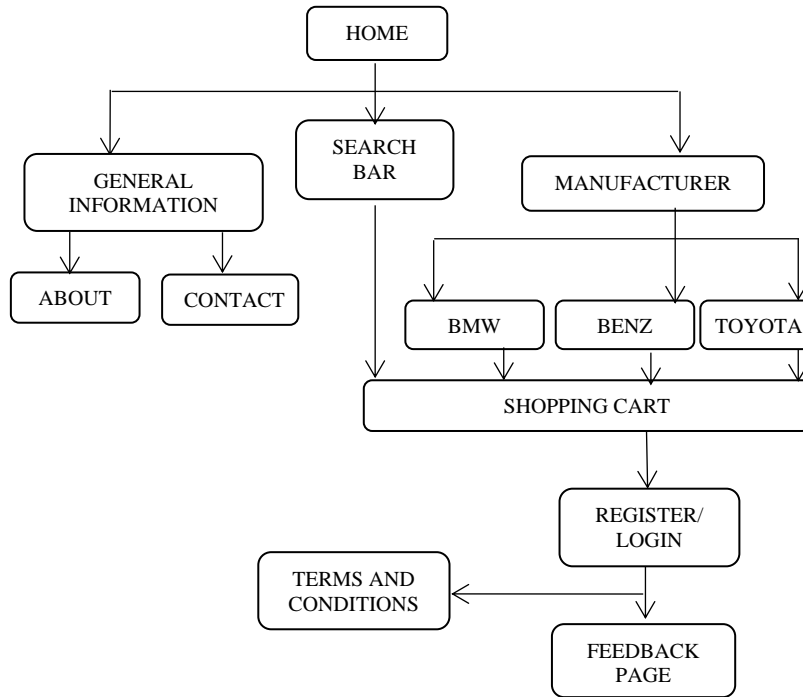 HOME
SEARCH
BAR
GENERAL
INFORMATION
MANUFACTURER
ABOUT
CONTACT
BMW
BENZ
TOYOTA
SHOPPING CART
REGISTER/
LOGIN
TERMS AND
CONDITIONS
FEEDBACK
PAGE